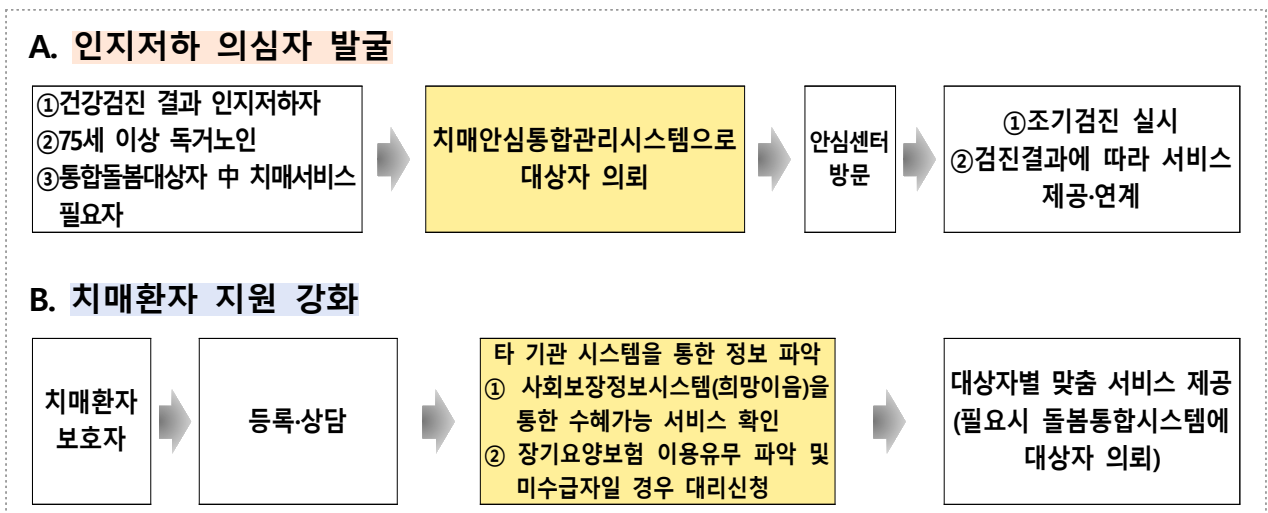 A. 인지저하 의심자 발굴
①건강검진 결과 인지저하자
②75세 이상 독거노인
③통합돌봄대상자 中 치매서비스
필요자
치매안심통합관리시스템으로
대상자 의뢰
안심센터
방문
①조기검진 실시
②검진결과에 따라 서비스
제공·연계
B. 치매환자 지원 강화
치매환자
보호자
등록·상담
타 기관 시스템을 통한 정보 파악
① 사회보장정보시스템(희망이음)을
통한 수혜가능 서비스 확인
② 장기요양보험 이용유무 파악 및
미수급자일 경우 대리신청
대상자별 맞춤 서비스 제공
(필요시 돌봄통합시스템에
대상자 의뢰)